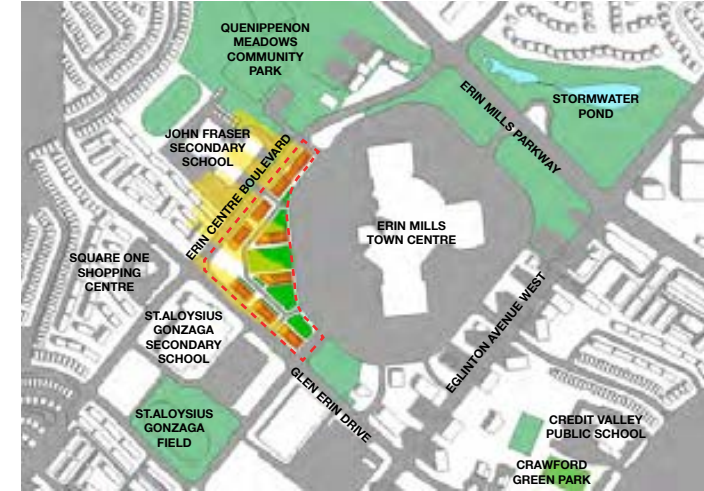 QUENIPPENON
MEADOWS
COMMUNITY
PARK
ERIN MILLS PARKWAY
STORMWATER
POND
JOHN FRASER
SECONDARY
SCHOOL
ERIN CENTRE BOULEVARD
ERIN MILLS
TOWN CENTRE
SQUARE ONE
SHOPPING
CENTRE
ST.ALOYSIUS
GONZAGA
SECONDARY
SCHOOL
EGLINTON AVENUE WEST
GLEN ERIN DRIVE
ST.ALOYSIUS
GONZAGA
FIELD
CREDIT VALLEY
PUBLIC SCHOOL
CRAWFORD
GREEN PARK